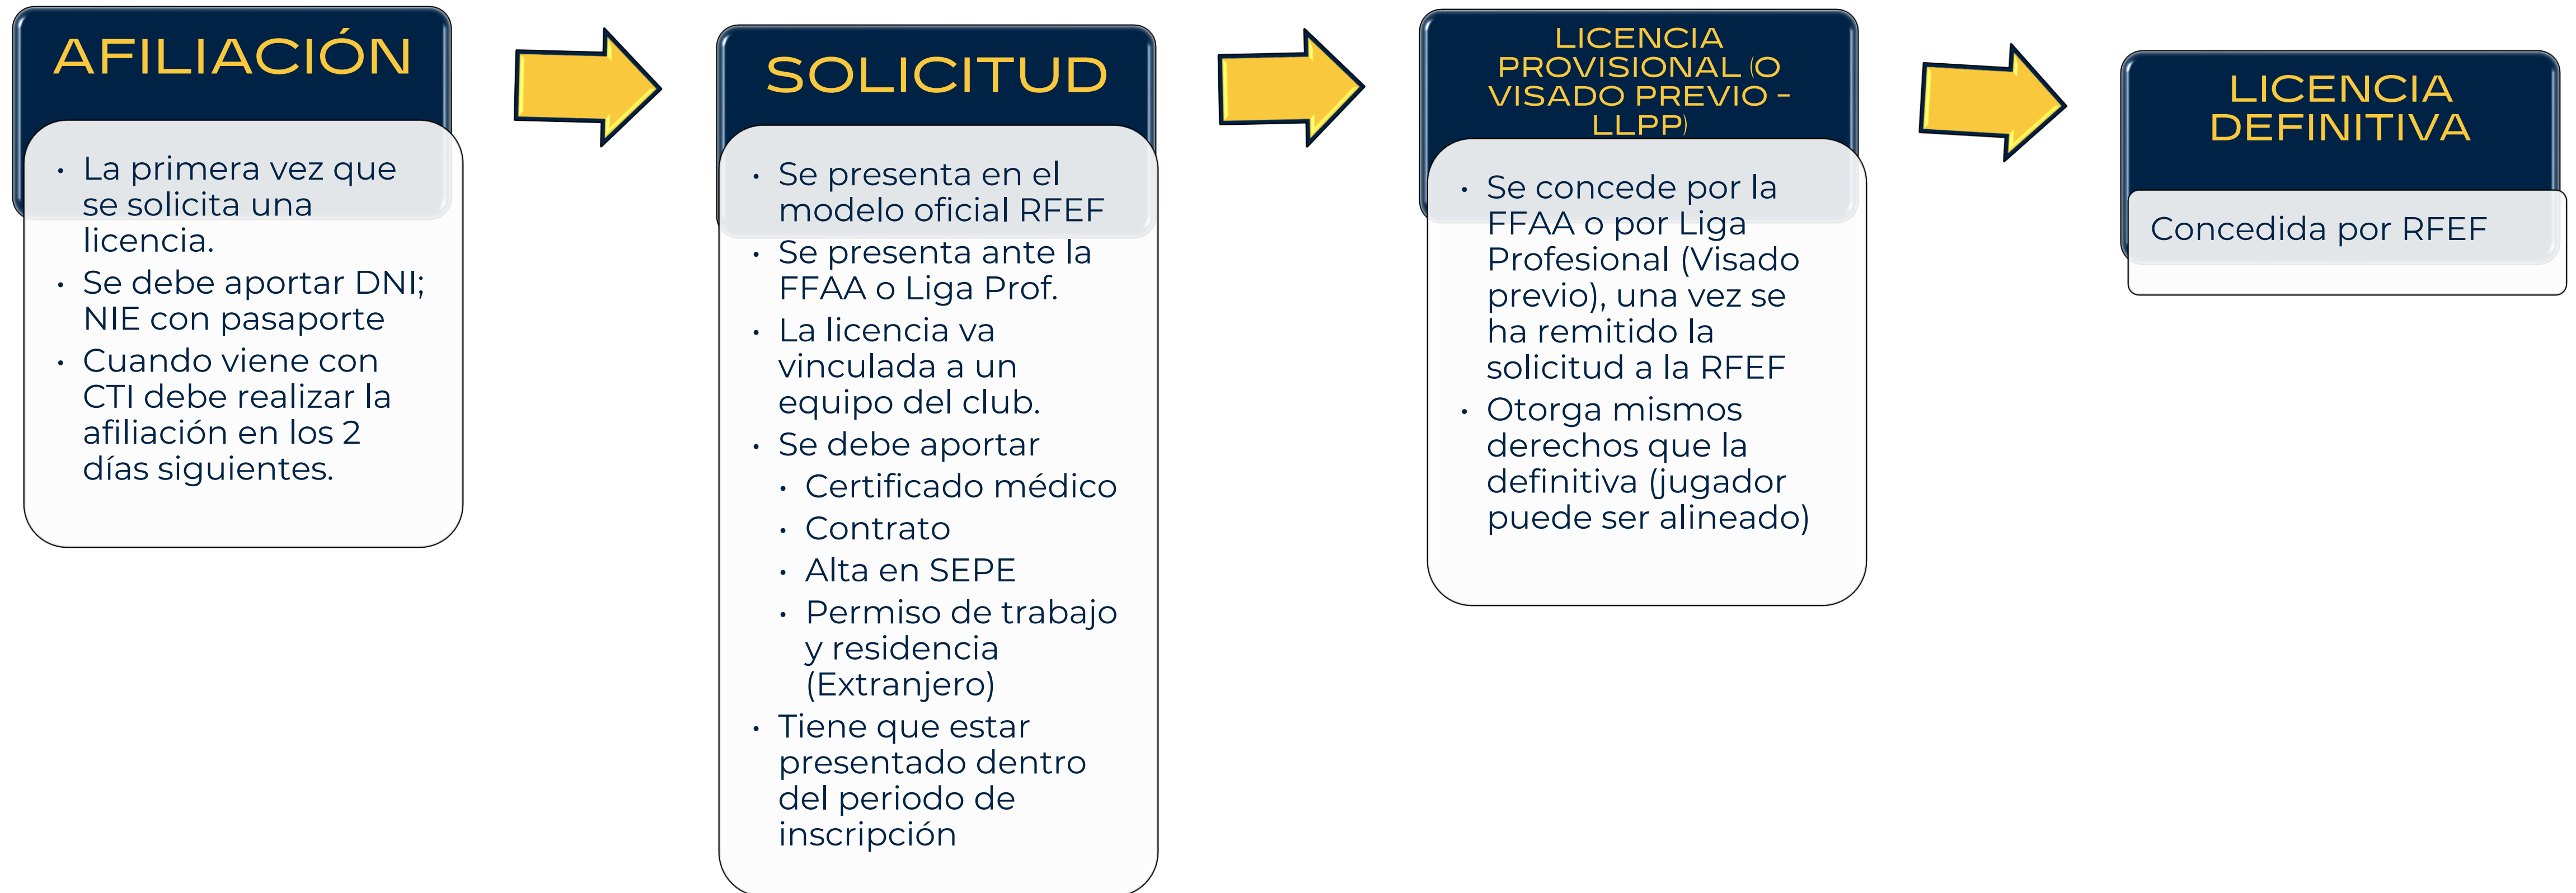 AFILIACIÓN
· La primera vez que
se solicita una
licencia.
· Se debe aportar DNI;
NIE con pasaporte
· Cuando viene con
CTI debe realizar la
afiliación en los 2
días siguientes.
SOLICITUD
· Se presenta en el
modelo oficial RFEF
· Se presenta ante la
FFAA o Liga Prof.
· La licencia va
vinculada a un
equipo del club.
· Se debe aportar
· Certificado médico
· Contrato
· Alta en SEPE
· Permiso de trabajo
y residencia
(Extranjero)
· Tiene que estar
presentado dentro
del periodo de
inscripción
LICENCIA
PROVISIONAL (O
VISADO PREVIO -
LLPP)
· Se concede por la
FFAA o por Liga
Profesional (Visado
previo), una vez se
ha remitido la
solicitud a la RFEF
· Otorga mismos
derechos que la
definitiva (jugador
puede ser alineado)
LICENCIA
DEFINITIVA
Concedida por RFEF